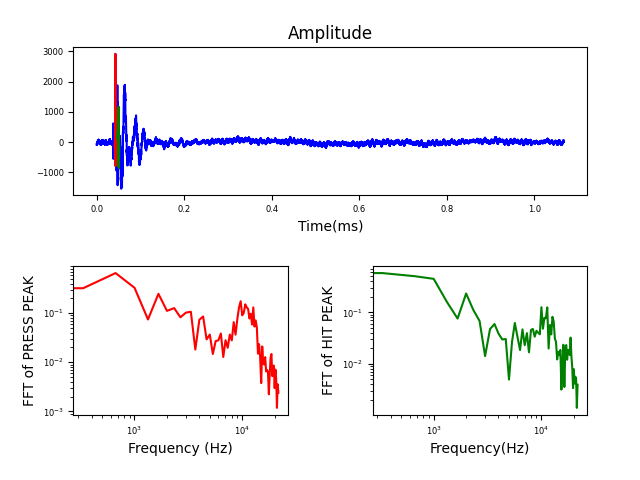 Amplitude
3000
2000
1000
0
−1000
0.0 0.2 0.4 0.6 0.8 1.0
Time(ms)
FFT of PRESS PEAK
10⁻¹
10⁻²
10⁻³
10³ 10⁴
Frequency (Hz)
FFT of HIT PEAK
10⁻¹
10⁻²
10³ 10⁴
Frequency(Hz)